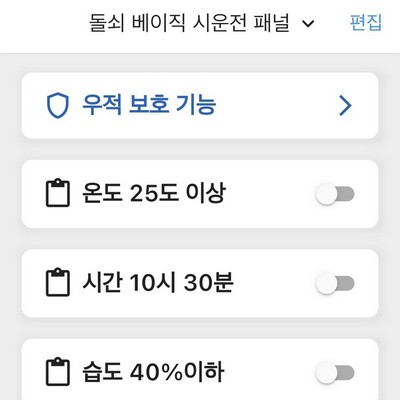 돌쇠 베이직 시운전 패널
편집
우적 보호 기능
온도 25도 이상
시간 10시 30분
습도 40%이하